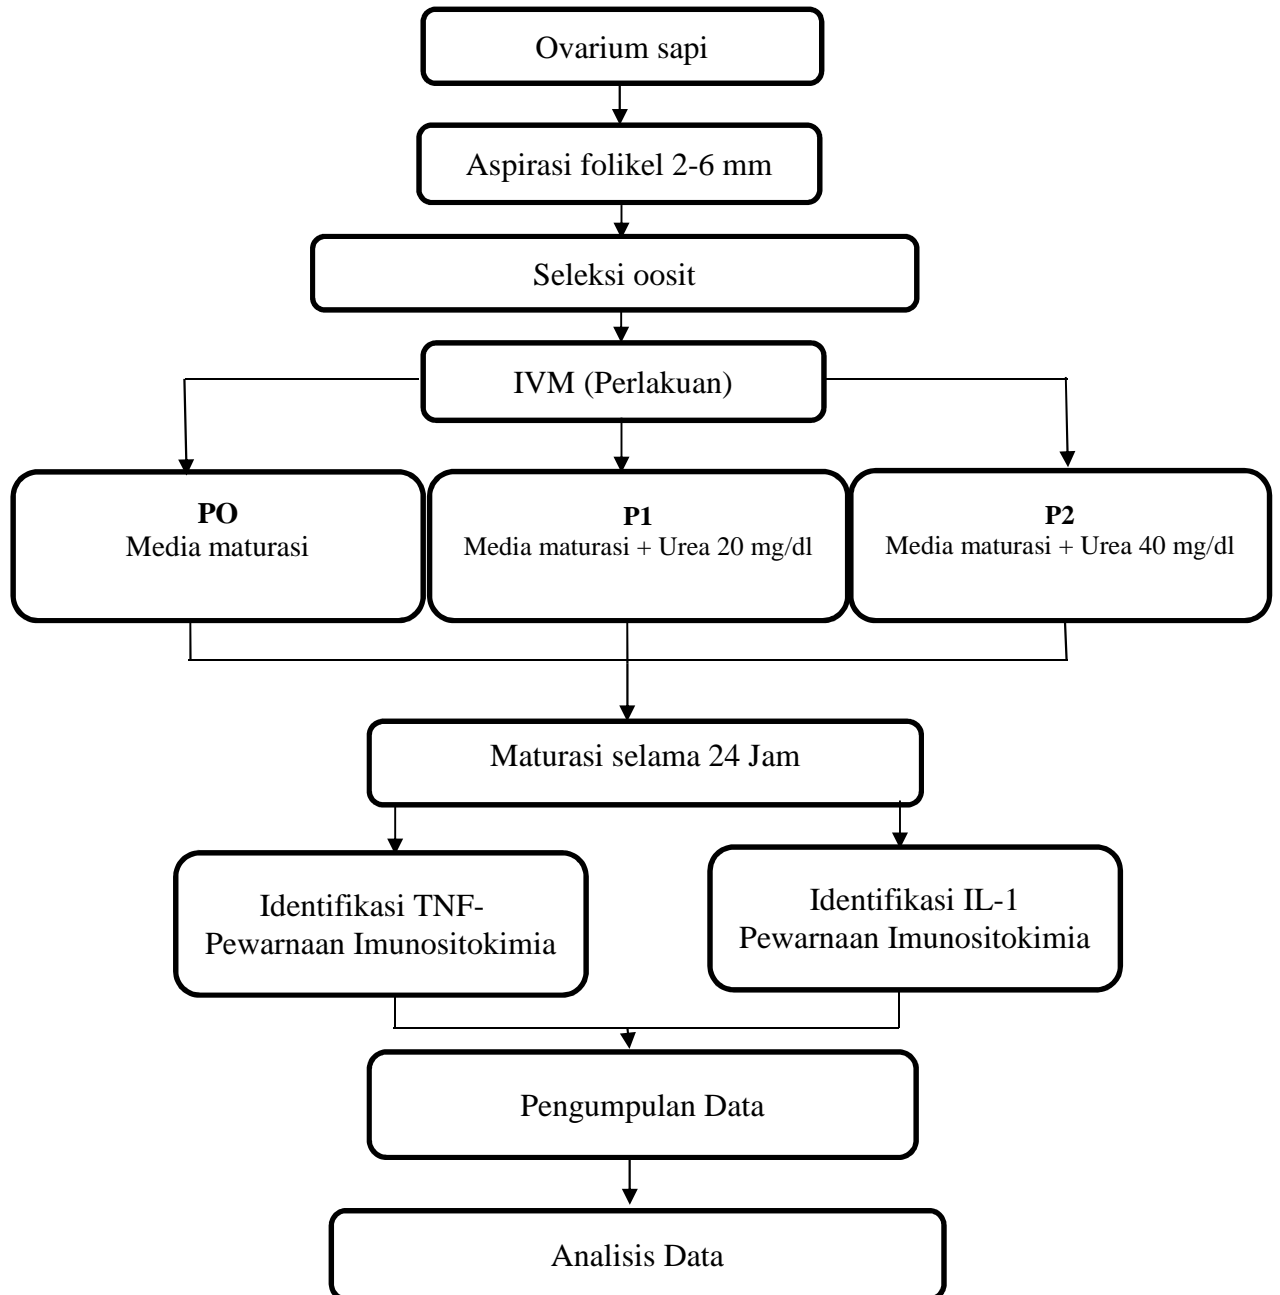 Ovarium sapi
Aspirasi folikel 2-6 mm
Seleksi oosit
IVM (Perlakuan)
PO
Media maturasi
P1
Media maturasi + Urea 20 mg/dl
P2
Media maturasi + Urea 40 mg/dl
Maturasi selama 24 Jam
Identifikasi TNF-
Pewarnaan Imunositokimia
Identifikasi IL-1
Pewarnaan Imunositokimia
Pengumpulan Data
Analisis Data